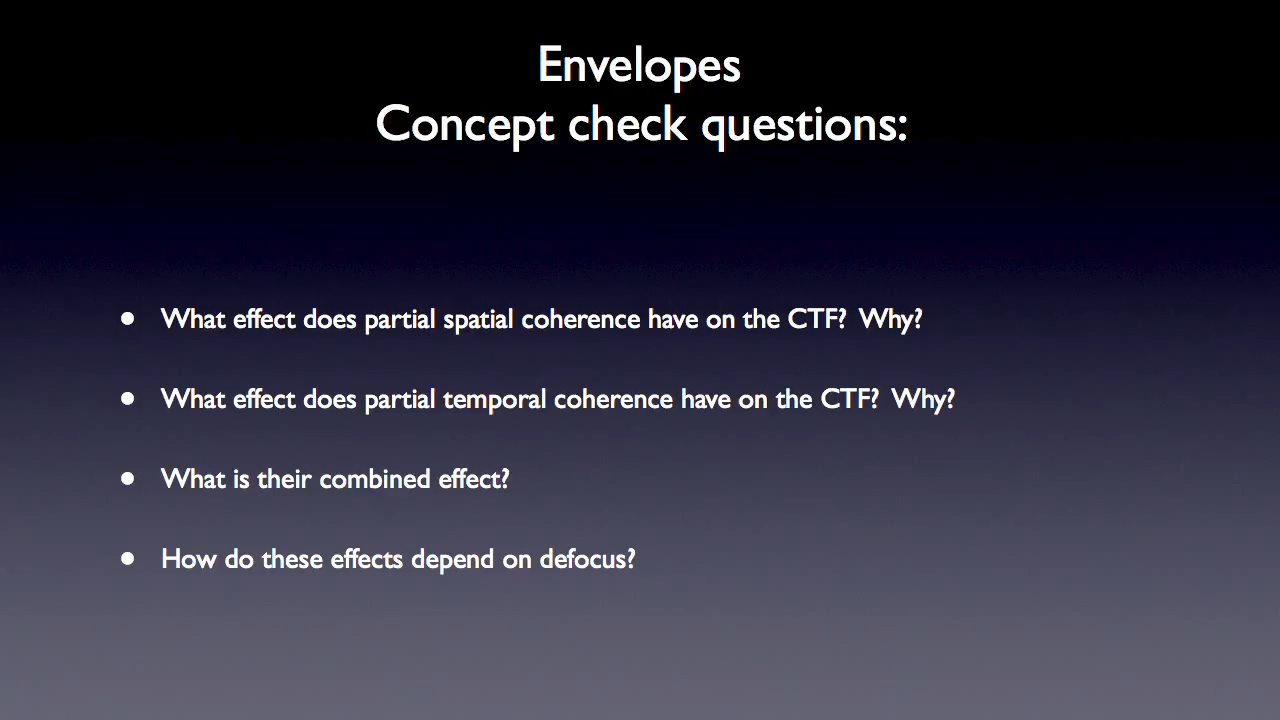 Envelopes
Concept check questions:
• What effect does partial spatial coherence have on the CTF? Why?
• What effect does partial temporal coherence have on the CTF? Why?
• What is their combined effect?
• How do these effects depend on defocus?